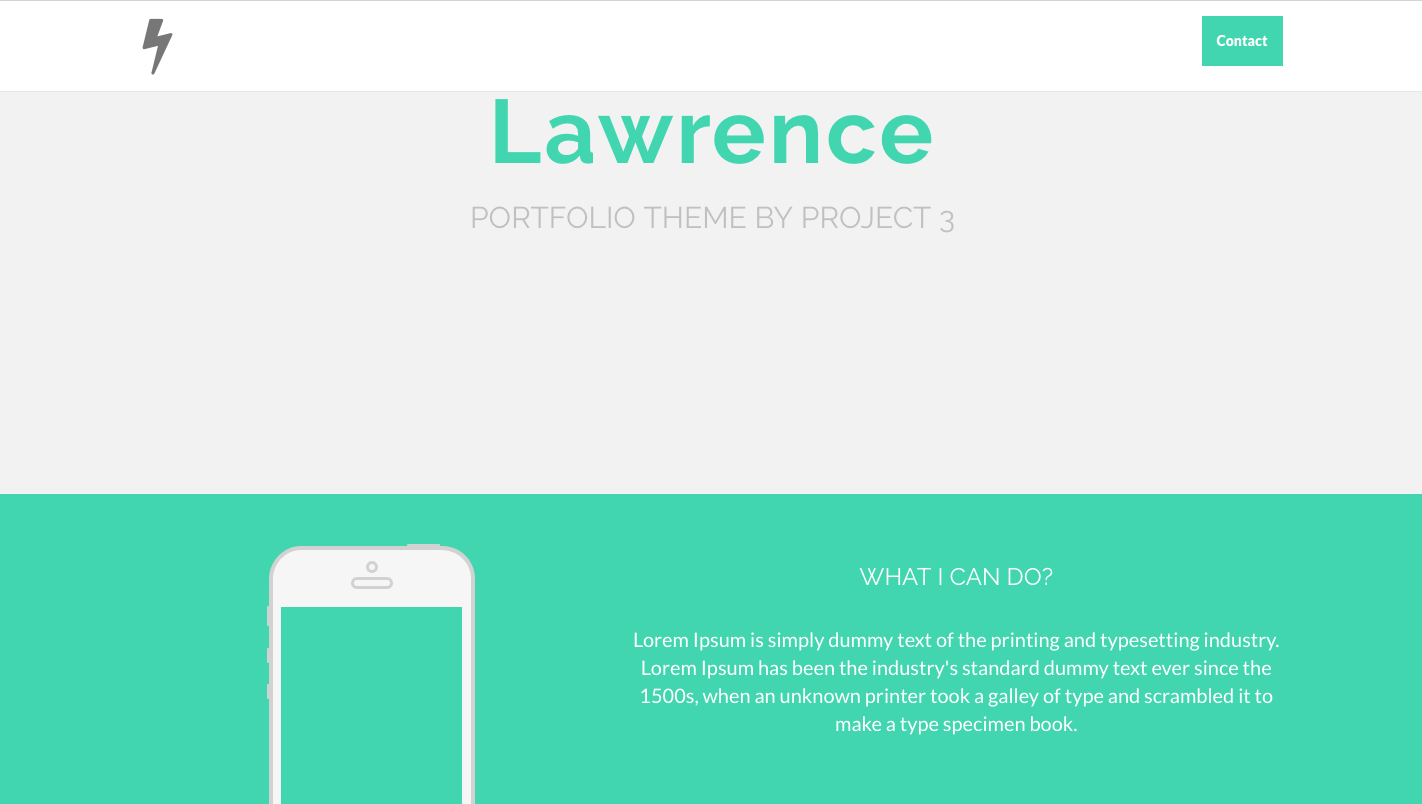 Contact
Lawrence
PORTFOLIO THEME BY PROJECT 3
WHAT I CAN DO?
Lorem Ipsum is simply dummy text of the printing and typesetting industry.
Lorem Ipsum has been the industry's standard dummy text ever since the
1500s, when an unknown printer took a galley of type and scrambled it to
make a type specimen book.